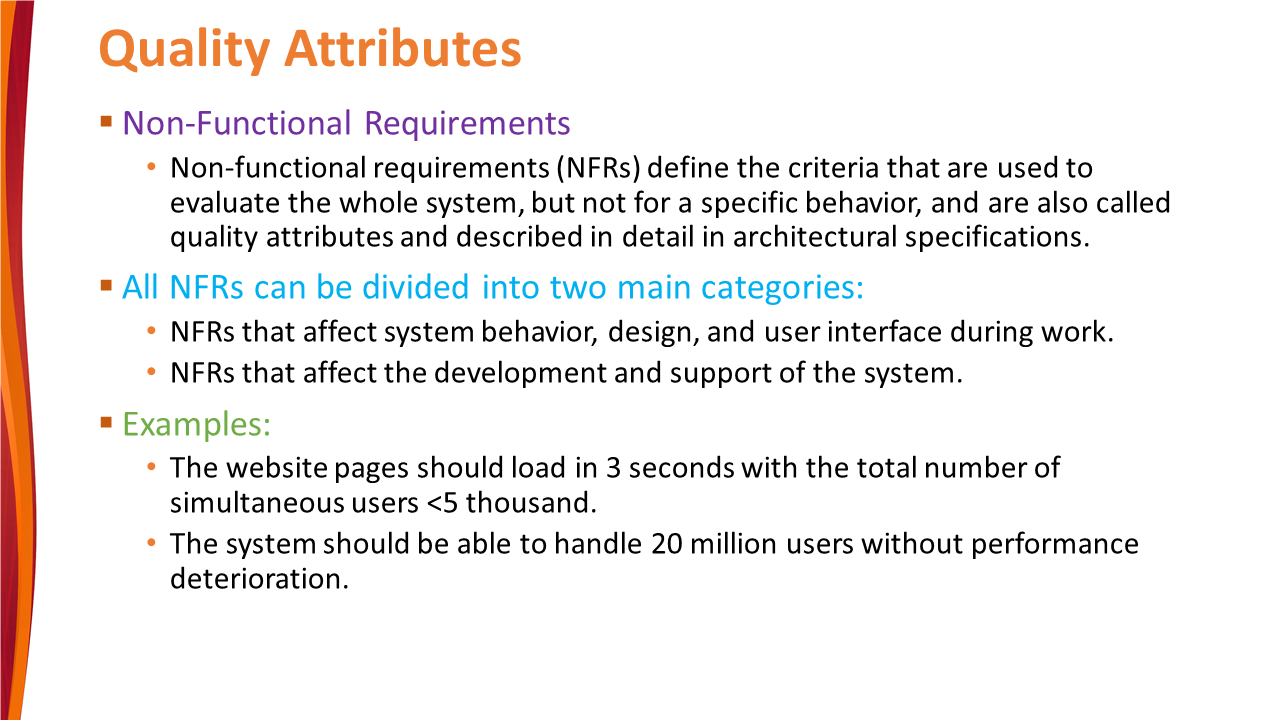 Quality Attributes
▪ Non-Functional Requirements
• Non-functional requirements (NFRs) define the criteria that are used to
evaluate the whole system, but not for a specific behavior, and are also called
quality attributes and described in detail in architectural specifications.
▪ All NFRs can be divided into two main categories:
• NFRs that affect system behavior, design, and user interface during work.
• NFRs that affect the development and support of the system.
▪ Examples:
• The website pages should load in 3 seconds with the total number of
simultaneous users <5 thousand.
• The system should be able to handle 20 million users without performance
deterioration.